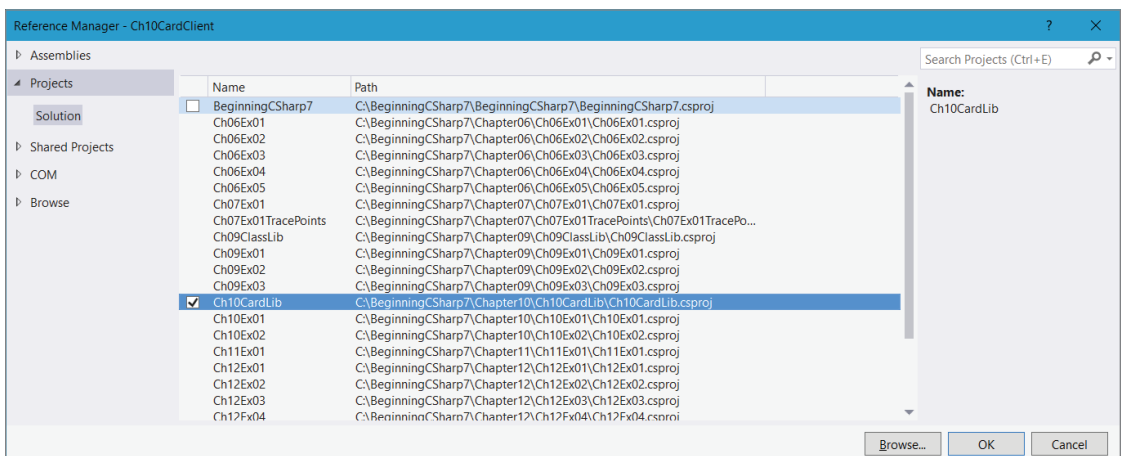 Reference Manager - Ch10CardClient ? ×
Assemblies
Projects
Solution
Shared Projects
COM
Browse
Name Path
BeginningCSharp7 C:\BeginningCSharp7\BeginningCSharp7\BeginningCSharp7.csproj
Ch06Ex01 C:\BeginningCSharp7\Chapter06\Ch06Ex01\Ch06Ex01.csproj
Ch06Ex02 C:\BeginningCSharp7\Chapter06\Ch06Ex02\Ch06Ex02.csproj
Ch06Ex03 C:\BeginningCSharp7\Chapter06\Ch06Ex03\Ch06Ex03.csproj
Ch06Ex04 C:\BeginningCSharp7\Chapter06\Ch06Ex04\Ch06Ex04.csproj
Ch06Ex05 C:\BeginningCSharp7\Chapter06\Ch06Ex05\Ch06Ex05.csproj
Ch07Ex01 C:\BeginningCSharp7\Chapter07\Ch07Ex01\Ch07Ex01.csproj
Ch07Ex01TracePoints C:\BeginningCSharp7\Chapter07\Ch07Ex01TracePoints\Ch07Ex01TracePo...
Ch09ClassLib C:\BeginningCSharp7\Chapter09\Ch09ClassLib\Ch09ClassLib.csproj
Ch09Ex01 C:\BeginningCSharp7\Chapter09\Ch09Ex01\Ch09Ex01.csproj
Ch09Ex02 C:\BeginningCSharp7\Chapter09\Ch09Ex02\Ch09Ex02.csproj
Ch09Ex03 C:\BeginningCSharp7\Chapter09\Ch09Ex03\Ch09Ex03.csproj
Ch10CardLib C:\BeginningCSharp7\Chapter10\Ch10CardLib\Ch10CardLib.csproj
Ch10Ex01 C:\BeginningCSharp7\Chapter10\Ch10Ex01\Ch10Ex01.csproj
Ch10Ex02 C:\BeginningCSharp7\Chapter10\Ch10Ex02\Ch10Ex02.csproj
Ch11Ex01 C:\BeginningCSharp7\Chapter11\Ch11Ex01\Ch11Ex01.csproj
Ch12Ex01 C:\BeginningCSharp7\Chapter12\Ch12Ex01\Ch12Ex01.csproj
Ch12Ex02 C:\BeginningCSharp7\Chapter12\Ch12Ex02\Ch12Ex02.csproj
Ch12Ex03 C:\BeginningCSharp7\Chapter12\Ch12Ex03\Ch12Ex03.csproj
Ch12Ex04 C:\BeginningCSharp7\Chapter12\Ch12Ex04\Ch12Ex04.csproj
Search Projects (Ctrl+E)
Name:
Ch10CardLib
Browse... OK Cancel